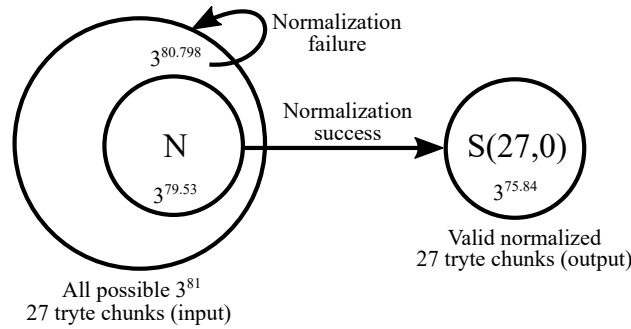 Normalization
failure
3^80.798
Normalization
success
N
3^79.53
S(27,0)
3^75.84
Valid normalized
27 tryte chunks (output)
All possible 3^81
27 tryte chunks (input)